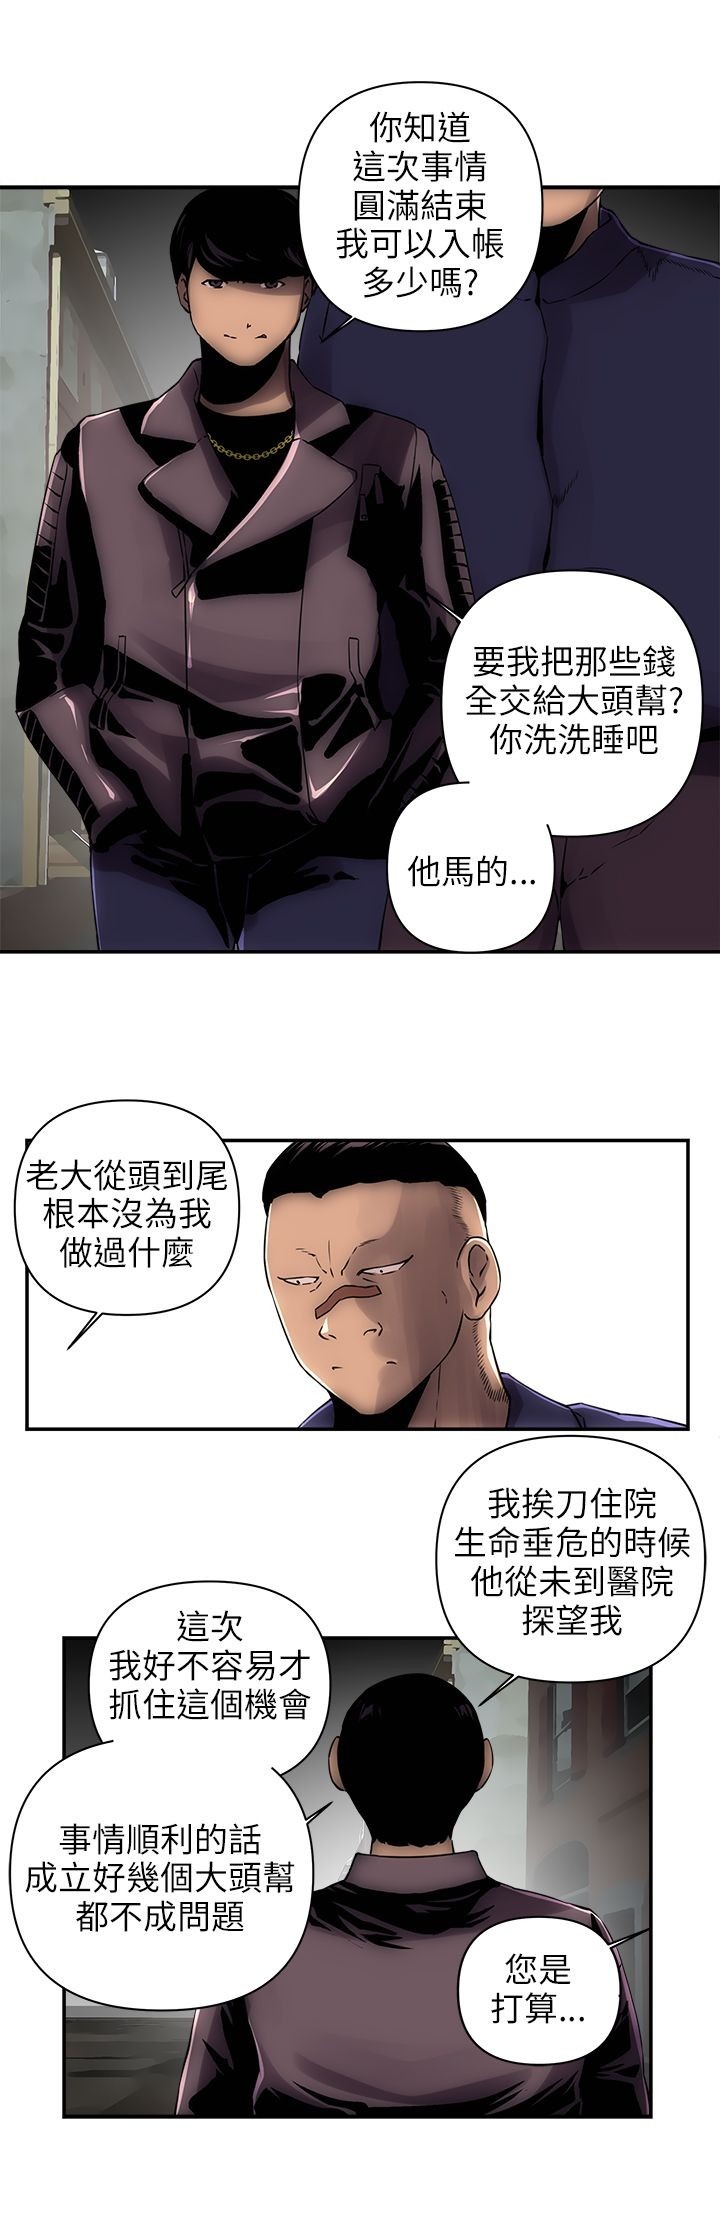 你知道
這次事情
圓滿結束
我可以入帳
多少嗎?
要我把那些錢
全交給大頭幫?
你洗洗睡吧
他馬的...
老大從頭到尾
根本沒為我
做過什麼
我挨刀住院
生命垂危的時候
他從未到醫院
探望我
這次
我好不容易才
抓住這個機會
事情順利的話
成立好幾個大頭幫
都不成問題
您是
打算...